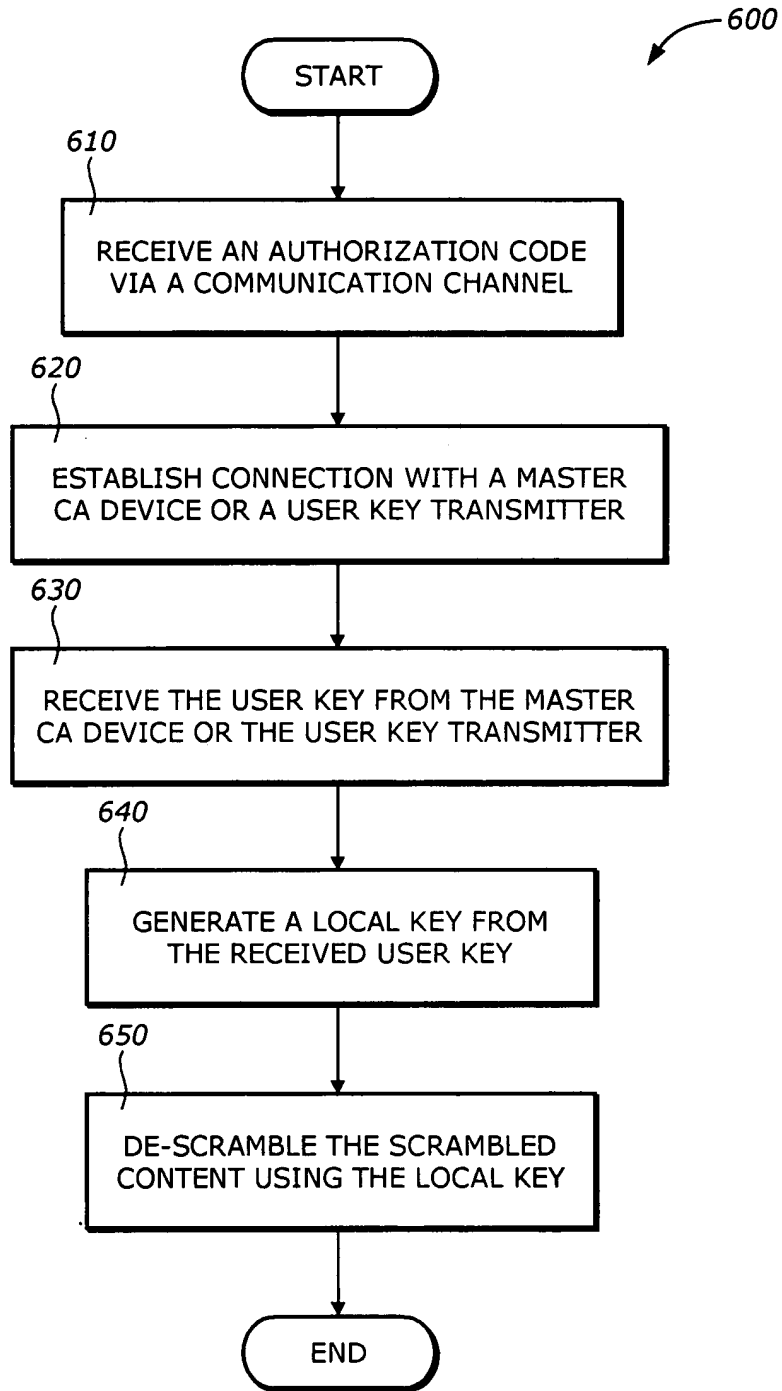 600
START
610
RECEIVE AN AUTHORIZATION CODE
VIA A COMMUNICATION CHANNEL
620
ESTABLISH CONNECTION WITH A MASTER
CA DEVICE OR A USER KEY TRANSMITTER
630
RECEIVE THE USER KEY FROM THE MASTER
CA DEVICE OR THE USER KEY TRANSMITTER
640
GENERATE A LOCAL KEY FROM
THE RECEIVED USER KEY
650
DE-SCRAMBLE THE SCRAMBLED
CONTENT USING THE LOCAL KEY
END